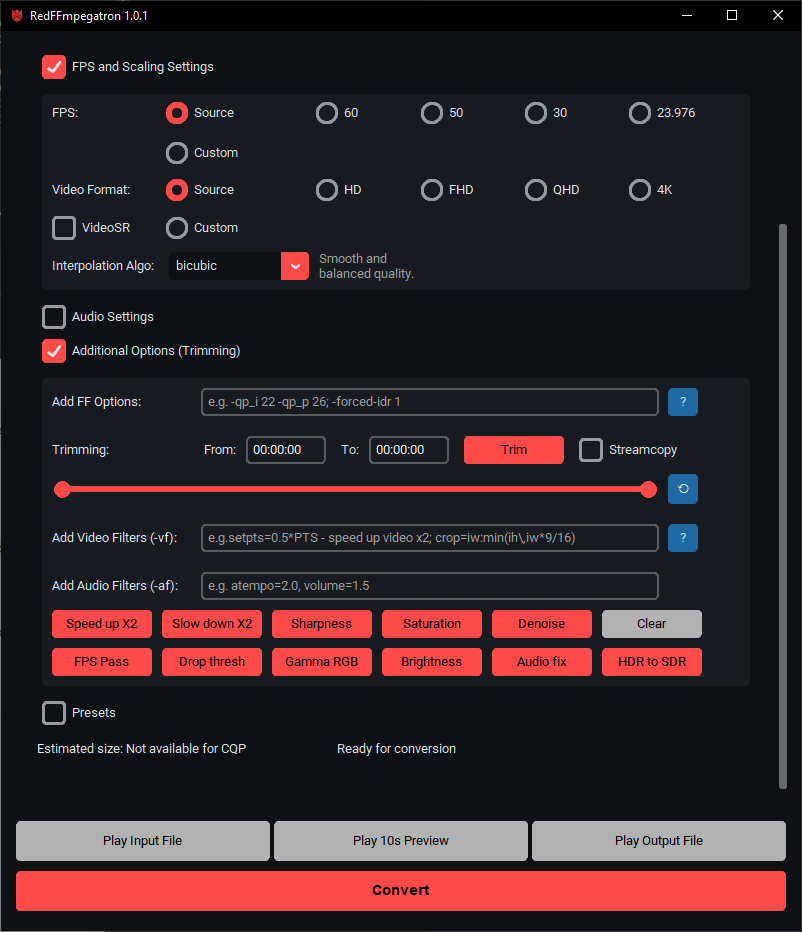 RedFFmpegatron 1.0.1
FPS and Scaling Settings
FPS: Source 60 50 30 23.976
Custom
Video Format: Source HD FHD QHD 4K
VideoSR Custom
Interpolation Algo: bicubic Smooth and
balanced quality.
Audio Settings
Additional Options (Trimming)
Add FF Options: e.g. -qp_i 22 -qp_p 26; -forced-idr 1 ?
Trimming: From: 00:00:00 To: 00:00:00 Trim Streamcopy
Add Video Filters (-vf): e.g.setpts=0.5*PTS - speed up video x2; crop=iw:min(ih\,iw*9/16) ?
Add Audio Filters (-af): e.g. atempo=2.0, volume=1.5
Speed up X2 Slow down X2 Sharpness Saturation Denoise Clear
FPS Pass Drop thresh Gamma RGB Brightness Audio fix HDR to SDR
Presets
Estimated size: Not available for CQP Ready for conversion
Play Input File Play 10s Preview Play Output File
Convert